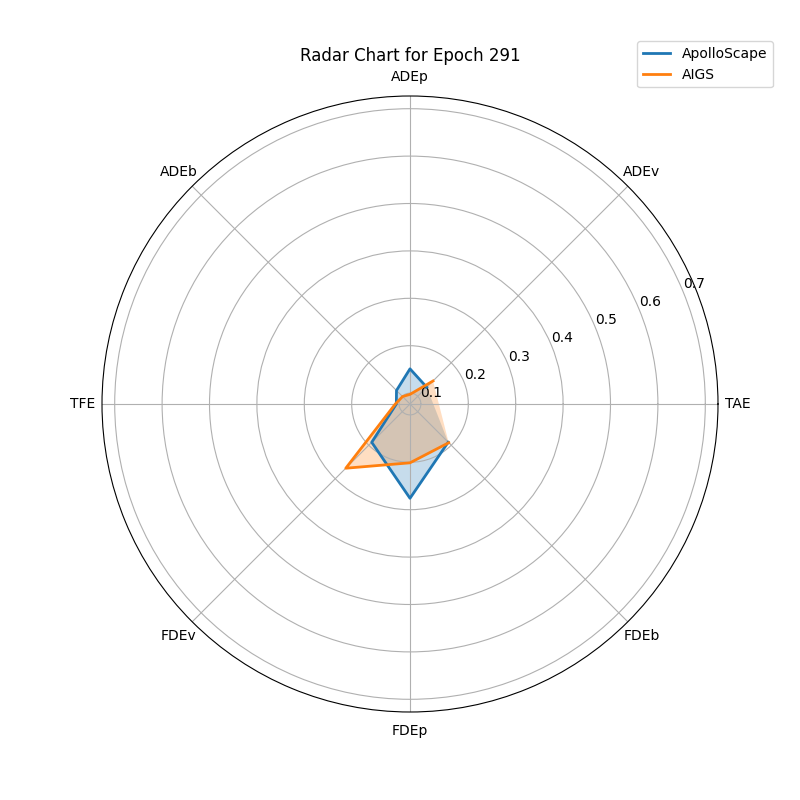 Radar Chart for Epoch 291
ApolloScape
AIGS
ADEp
ADEb
ADEv
0.7
0.6
0.5
0.4
0.3
0.2
0.1
TFE
TAE
FDEv
FDEb
FDEp